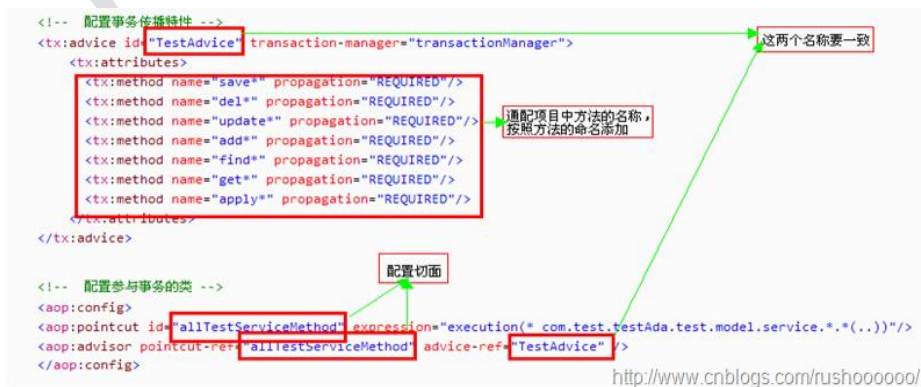 <!-- 配置事务传播特性 -->
<tx:advice id="TestAdvice" transaction-manager="transactionManager">
这两个名称要一致
<tx:attributes>
<tx:method name="save*" propagation="REQUIRED"/>
<tx:method name="del*" propagation="REQUIRED"/>
<tx:method name="update*" propagation="REQUIRED"/>
<tx:method name="add*" propagation="REQUIRED"/>
<tx:method name="find*" propagation="REQUIRED"/>
<tx:method name="get*" propagation="REQUIRED"/>
<tx:method name="apply*" propagation="REQUIRED"/>
通配项目中方法的名称，
按照方法的命名添加
</tx:attributes>
</tx:advice>
配置切面
<!-- 配置参与事务的类 -->
<aop:config>
<aop:pointcut id="allTestServiceMethod" expression="execution(* com.test.testAda.test.model.service.*.*(..))"/>
<aop:advisor pointcut-ref="allTestServiceMethod" advice-ref="TestAdvice" />
</aop:config>
http://www.cnblogs.com/rushoooooo/